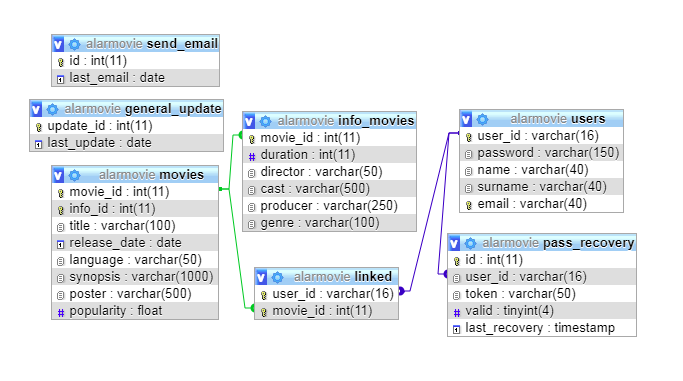 alarmovie send_email
id : int(11)
last_email : date
alarmovie general_update
update_id : int(11)
last_update : date
alarmovie movies
movie_id : int(11)
info_id : int(11)
title : varchar(100)
release_date : date
language : varchar(50)
synopsis : varchar(1000)
poster : varchar(500)
popularity : float
alarmovie info_movies
movie_id : int(11)
duration : int(11)
director : varchar(50)
cast : varchar(500)
producer : varchar(250)
genre : varchar(100)
alarmovie linked
user_id : varchar(16)
movie_id : int(11)
alarmovie users
user_id : varchar(16)
password : varchar(150)
name : varchar(40)
surname : varchar(40)
email : varchar(40)
alarmovie pass_recovery
id : int(11)
user_id : varchar(16)
token : varchar(50)
valid : tinyint(4)
last_recovery : timestamp